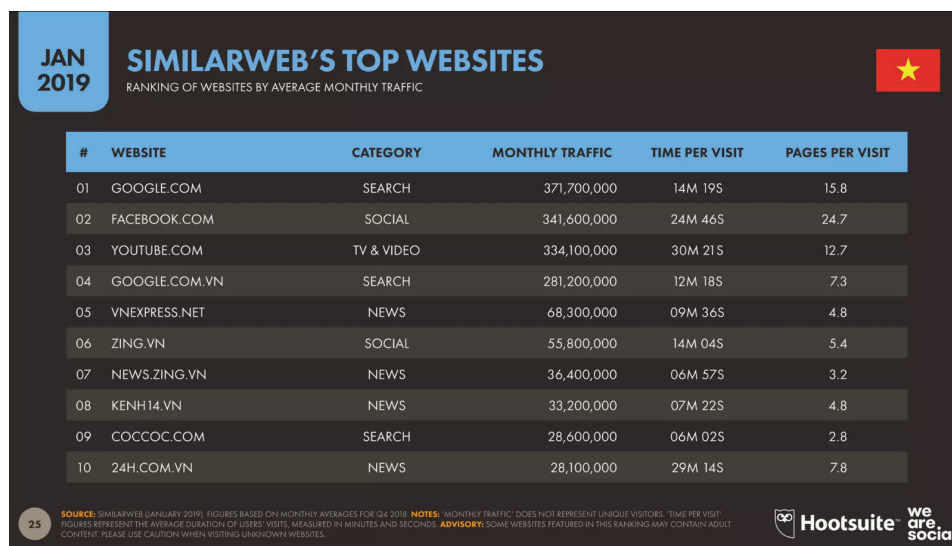 JAN
2019
SIMILARWEB'S TOP WEBSITES
RANKING OF WEBSITES BY AVERAGE MONTHLY TRAFFIC
# WEBSITE CATEGORY MONTHLY TRAFFIC TIME PER VISIT PAGES PER VISIT
01 GOOGLE.COM SEARCH 371,700,000 14M 19S 15.8
02 FACEBOOK.COM SOCIAL 341,600,000 24M 46S 24.7
03 YOUTUBE.COM TV & VIDEO 334,100,000 30M 21S 12.7
04 GOOGLE.COM.VN SEARCH 281,200,000 12M 18S 7.3
05 VNEXPRESS.NET NEWS 68,300,000 09M 36S 4.8
06 ZING.VN SOCIAL 55,800,000 14M 04S 5.4
07 NEWS.ZING.VN NEWS 36,400,000 06M 57S 3.2
08 KENH14.VN NEWS 33,200,000 07M 22S 4.8
09 COCCOC.COM SEARCH 28,600,000 06M 02S 2.8
10 24H.COM.VN NEWS 28,100,000 29M 14S 7.8
25
SOURCE: SIMILARWEB (JANUARY 2019). FIGURES BASED ON MONTHLY AVERAGES FOR Q4 2018. NOTES: 'MONTHLY TRAFFIC' DOES NOT REPRESENT UNIQUE VISITORS. 'TIME PER VISIT'
FIGURES REPRESENT THE AVERAGE DURATION OF USERS' VISITS, MEASURED IN MINUTES AND SECONDS. ADVISORY: SOME WEBSITES FEATURED IN THIS RANKING MAY CONTAIN ADULT
CONTENT. PLEASE USE CAUTION WHEN VISITING UNKNOWN WEBSITES.
Hootsuite
we
are
socia